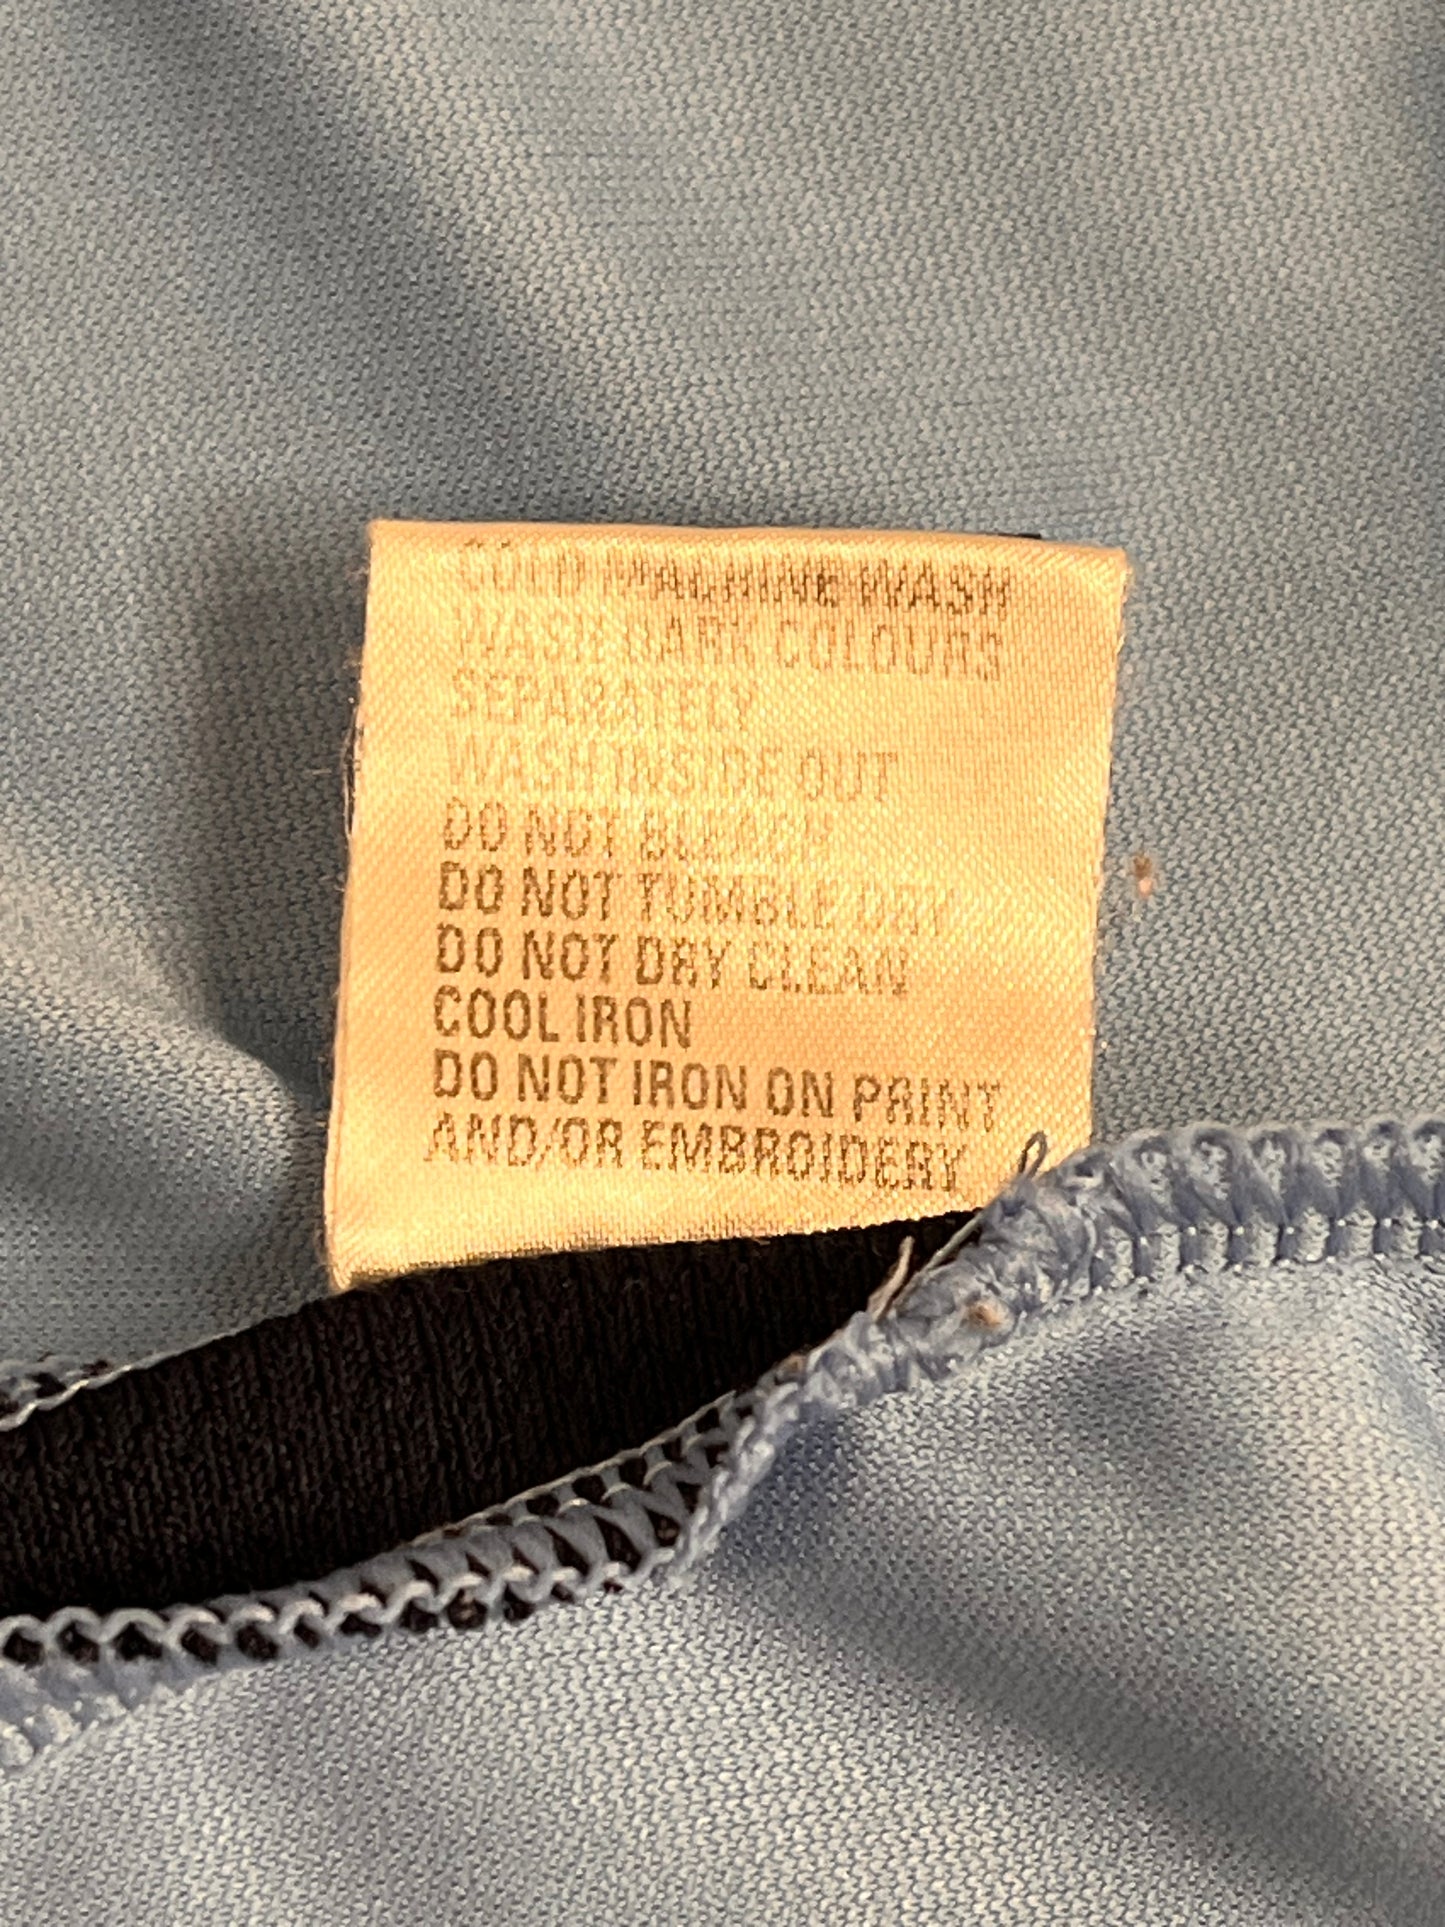 COLD MACHINE WASH
WASH DARK COLOURS
SEPARATELY
WASH INSIDE OUT
DO NOT BLEACH
DO NOT TUMBLE DRY
DO NOT DRY CLEAN
COOL IRON
DO NOT IRON ON PRINT
AND/OR EMBROIDERY